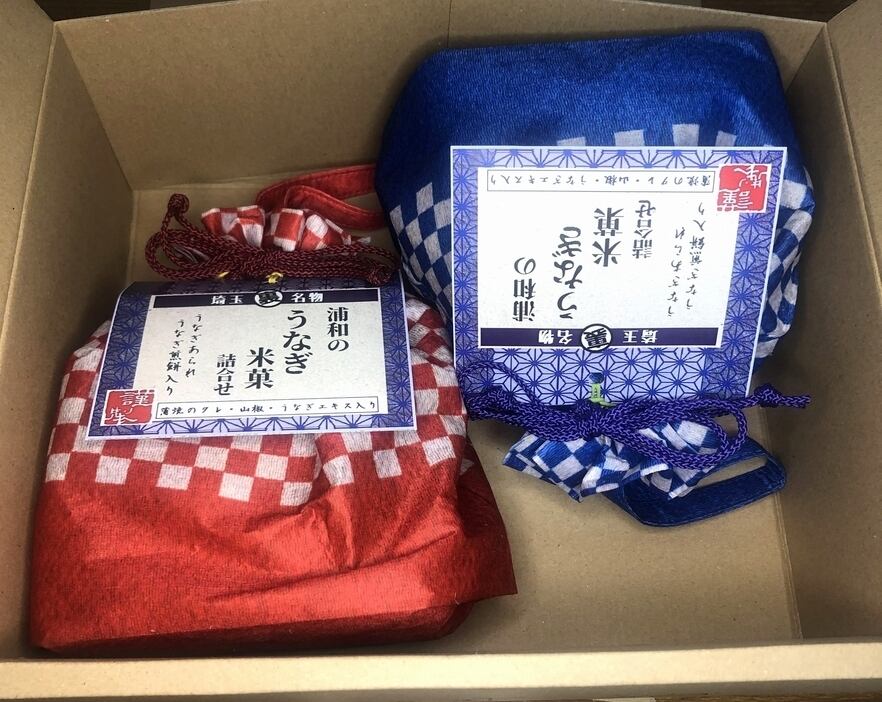 埼玉 裏 名物
浦和の
うなぎ
米菓
詰合せ
うなぎあられ
うなぎ煎餅入り
謹製
蒲焼のタレ・山椒・うなぎエキス入り
埼玉 裏 名物
浦和の
うなぎ
米菓
詰合せ
うなぎあられ
うなぎ煎餅入り
謹製
蒲焼のタレ・山椒・うなぎエキス入り